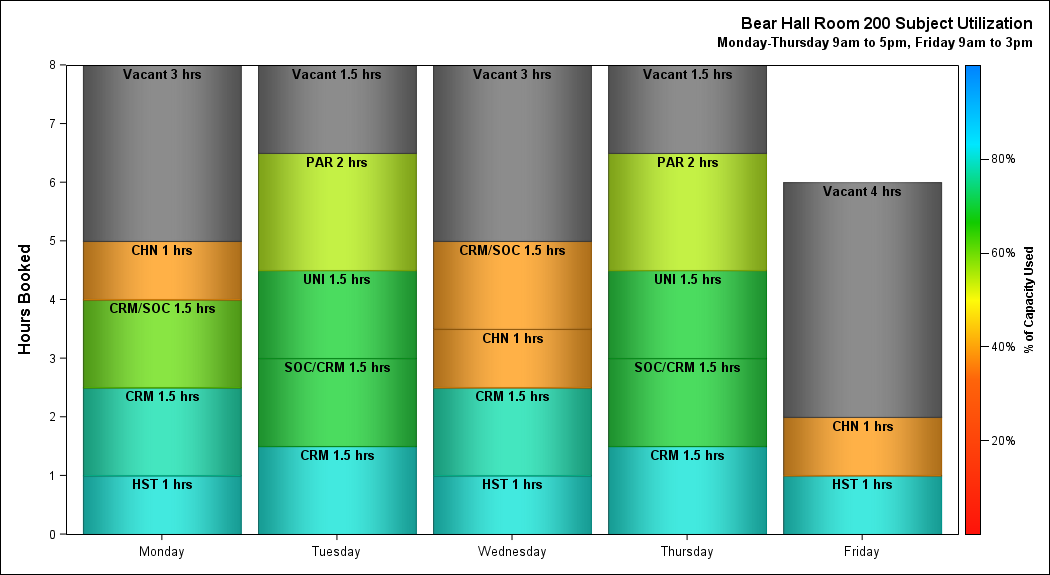 Bear Hall Room 200 Subject Utilization
Monday-Thursday 9am to 5pm, Friday 9am to 3pm
Hours Booked
8
7
6
5
4
3
2
1
0
Vacant 3 hrs
CHN 1 hrs
CRM/SOC 1.5 hrs
CRM 1.5 hrs
HST 1 hrs
Vacant 1.5 hrs
PAR 2 hrs
UNI 1.5 hrs
SOC/CRM 1.5 hrs
CRM 1.5 hrs
Vacant 3 hrs
CRM/SOC 1.5 hrs
CHN 1 hrs
CRM 1.5 hrs
HST 1 hrs
Vacant 1.5 hrs
PAR 2 hrs
UNI 1.5 hrs
SOC/CRM 1.5 hrs
CRM 1.5 hrs
Vacant 4 hrs
CHN 1 hrs
HST 1 hrs
Monday
Tuesday
Wednesday
Thursday
Friday
80%
60%
40%
20%
% of Capacity Used